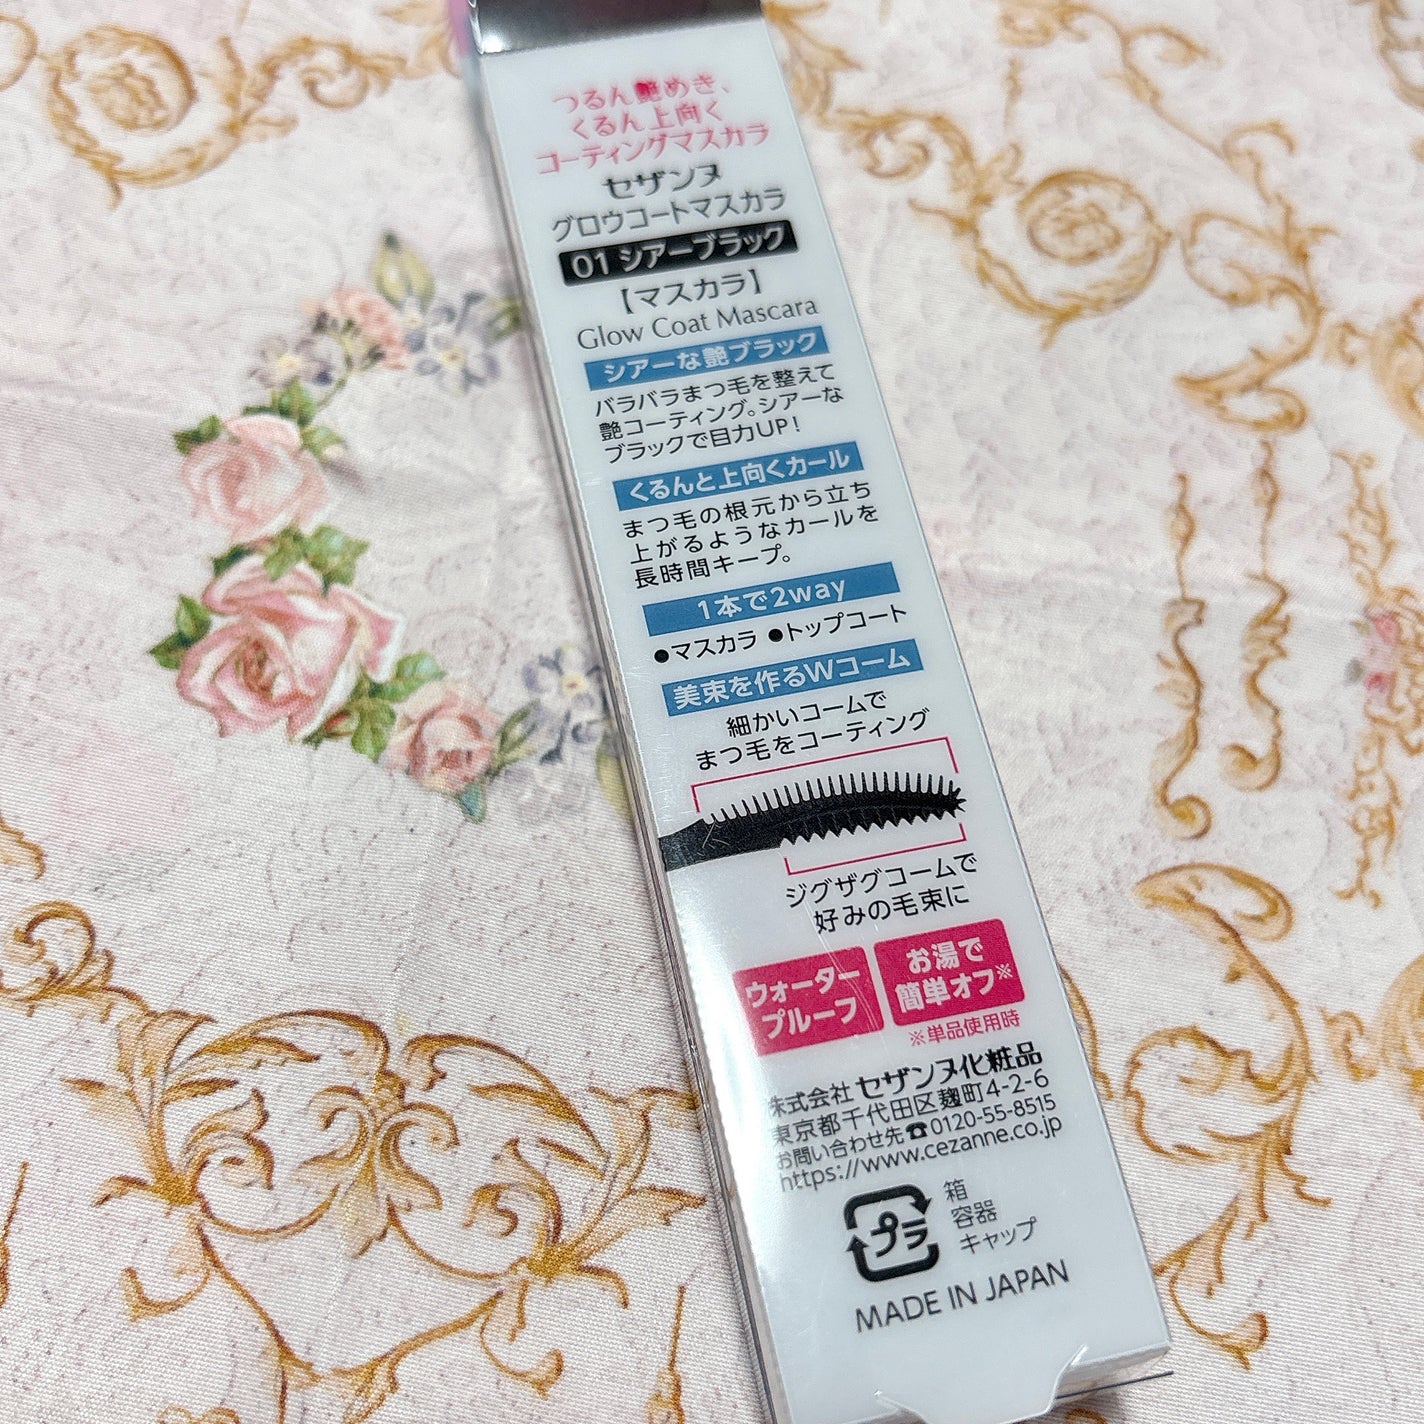 つるん艶めき、
くるん上向く
コーティングマスカラ
セザンヌ
グロウコートマスカラ
01 シアーブラック
【マスカラ】
Glow Coat Mascara
シアーな艶ブラック
バラバラまつ毛を整えて
艶コーティング。シアーな
ブラックで目力UP!
くるんと上向くカール
まつ毛の根元から立ち
上がるようなカールを
長時間キープ。
1本で2way
●マスカラ ●トップコート
美束を作るWコーム
細かいコームで
まつ毛をコーティング
ジグザグコームで
好みの毛束に
ウォーター
プルーフ
お湯で
簡単オフ※
※単品使用時
株式会社 セザンヌ化粧品
東京都千代田区麹町4-2-6
お問い合わせ先☎0120-55-8515
https://www.cezanne.co.jp
プラ
箱
容器
キャップ
MADE IN JAPAN